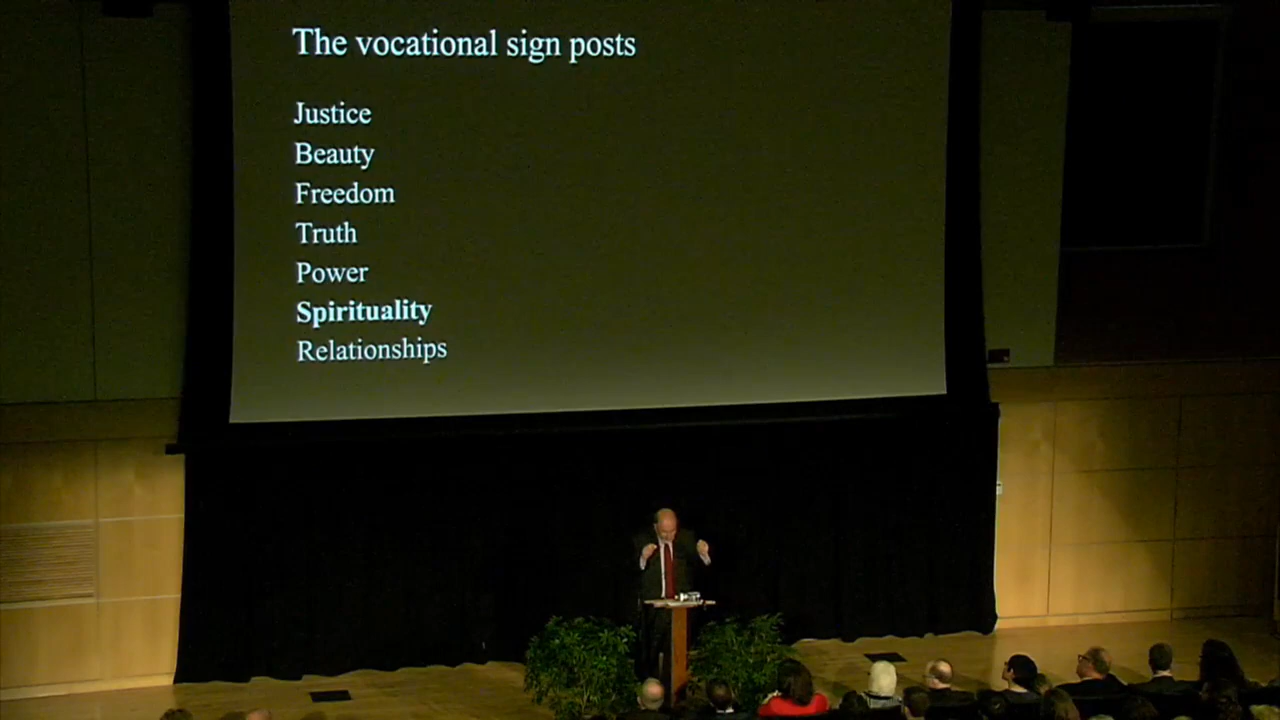 The vocational sign posts
Justice
Beauty
Freedom
Truth
Power
Spirituality
Relationships